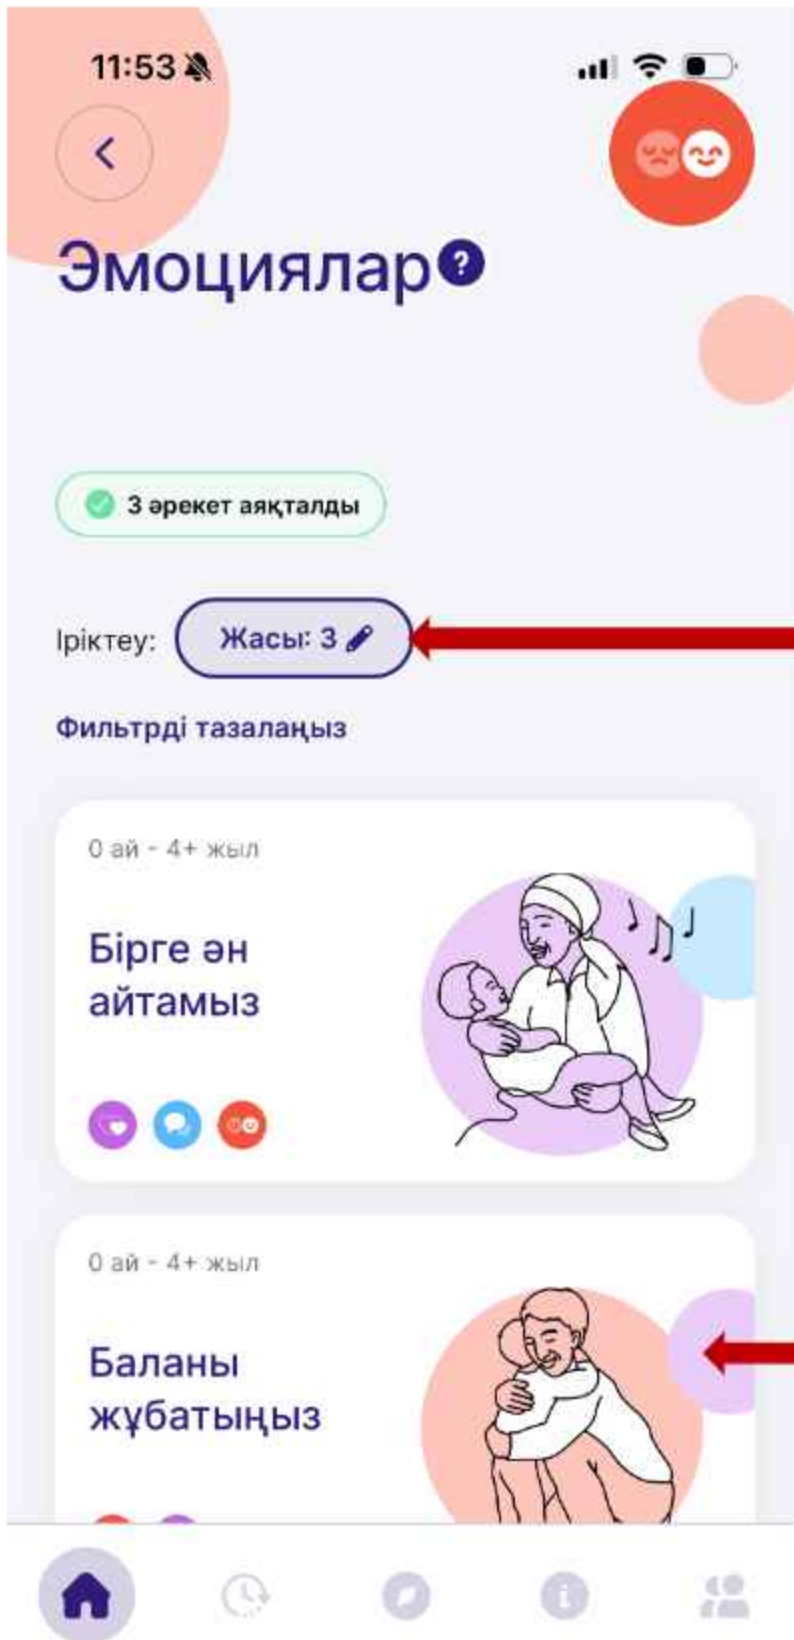 11:53
Эмоциялар?
3 әрекет аяқталды
Іріктеу: Жасы: 3
Фильтрді тазалаңыз
0 ай - 4+ жыл
Бірге ән
айтамыз
0 ай - 4+ жыл
Баланы
жұбатыңыз